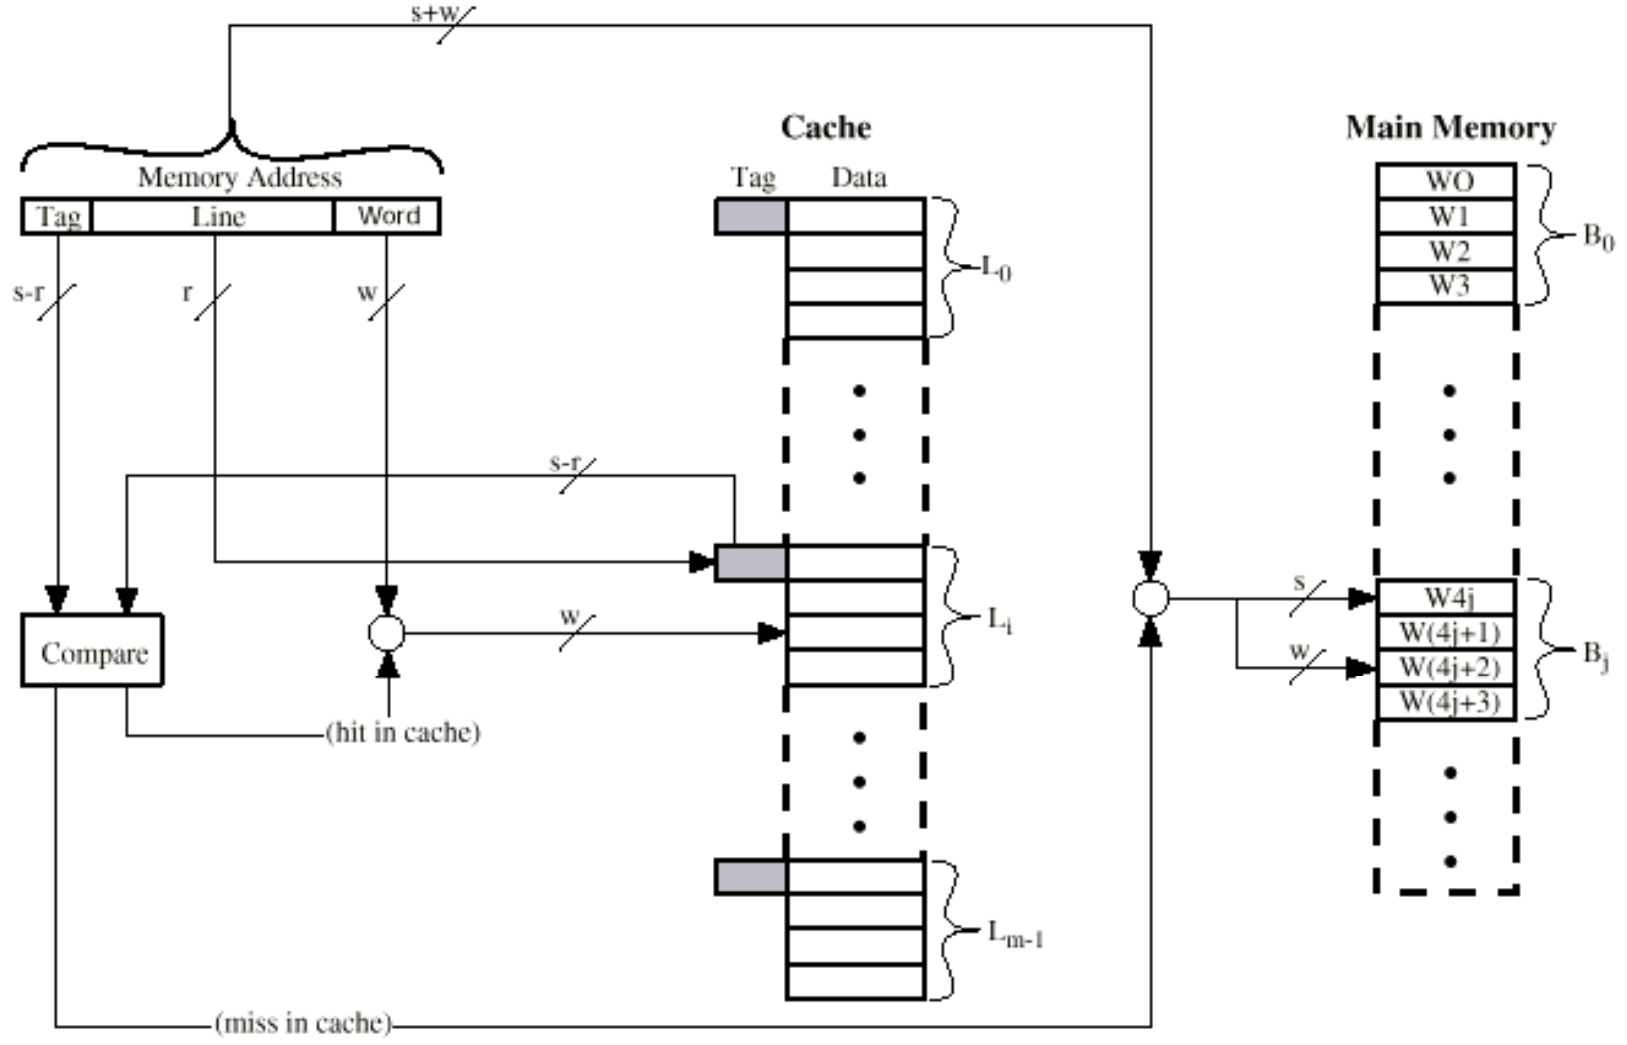 s+w
Cache
Main Memory
Memory Address
Tag Data
Tag Line Word
WO
W1
W2
W3
B0
L0
s-r
r
w
s-r
s
w
W4j
W(4j+1)
W(4j+2)
W(4j+3)
Bj
w
Li
Compare
(hit in cache)
Lm-1
(miss in cache)